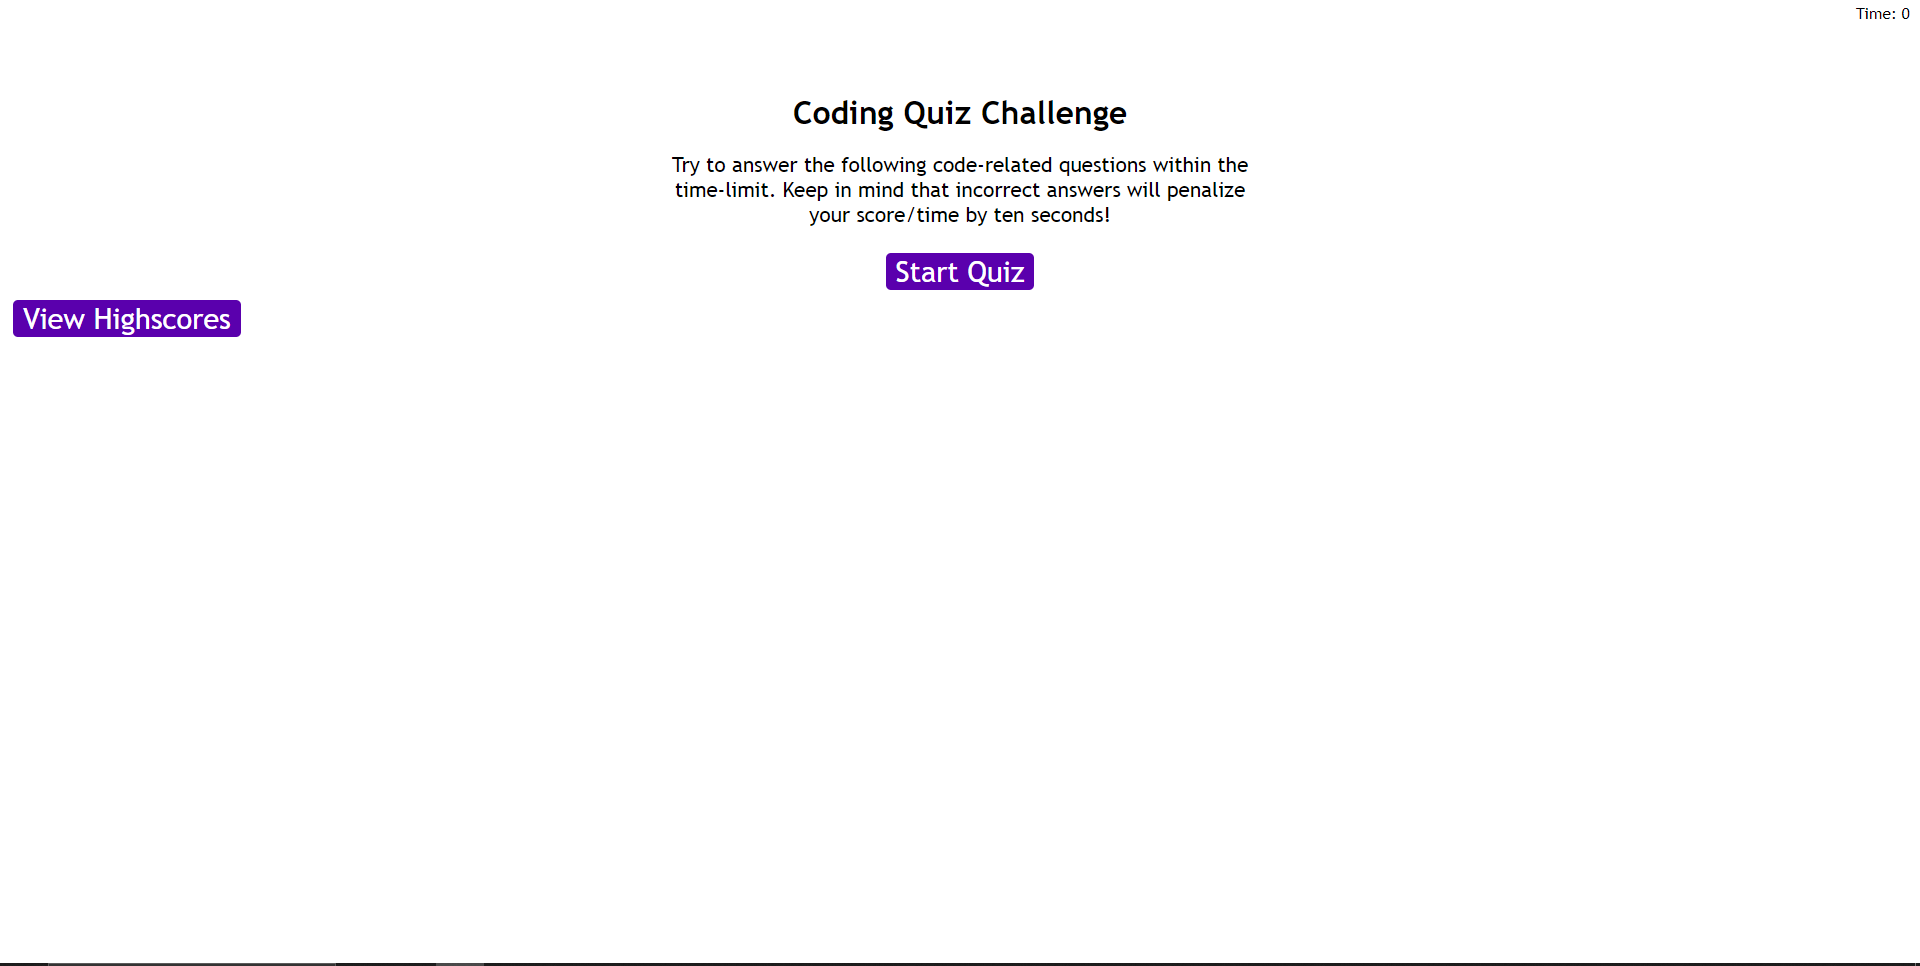 Time: 0
Coding Quiz Challenge
Try to answer the following code-related questions within the
time-limit. Keep in mind that incorrect answers will penalize
your score/time by ten seconds!
Start Quiz
View Highscores